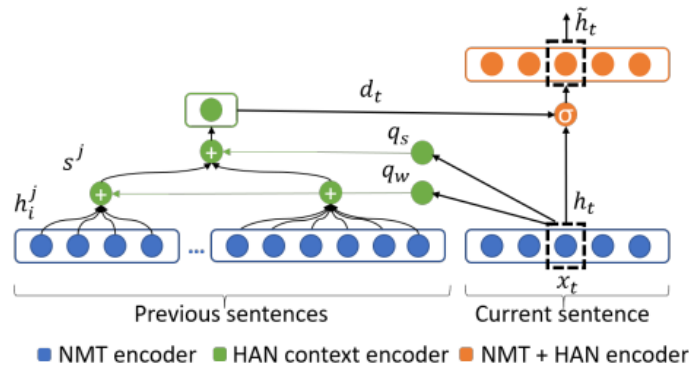 h̃_t
d_t
σ
q_s
+
s^j
q_w
+ +
h_i^j
h_t
...
x_t
Previous sentences Current sentence
NMT encoder HAN context encoder NMT + HAN encoder